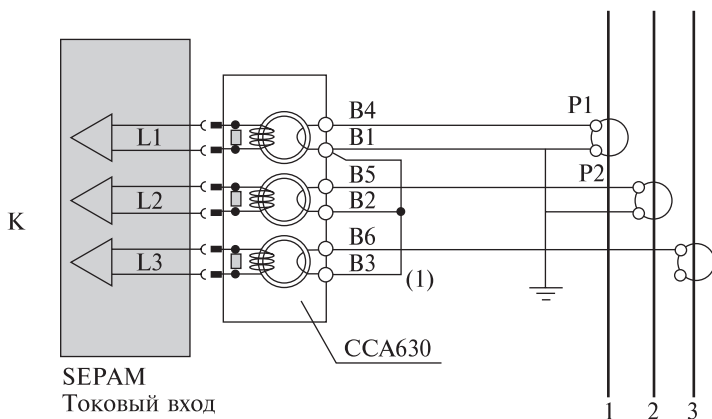 B4
P1
L1
B1
B5
P2
K
L2
B2
B6
L3
B3
(1)
CCA630
SEPAM
Токовый вход
1 2 3